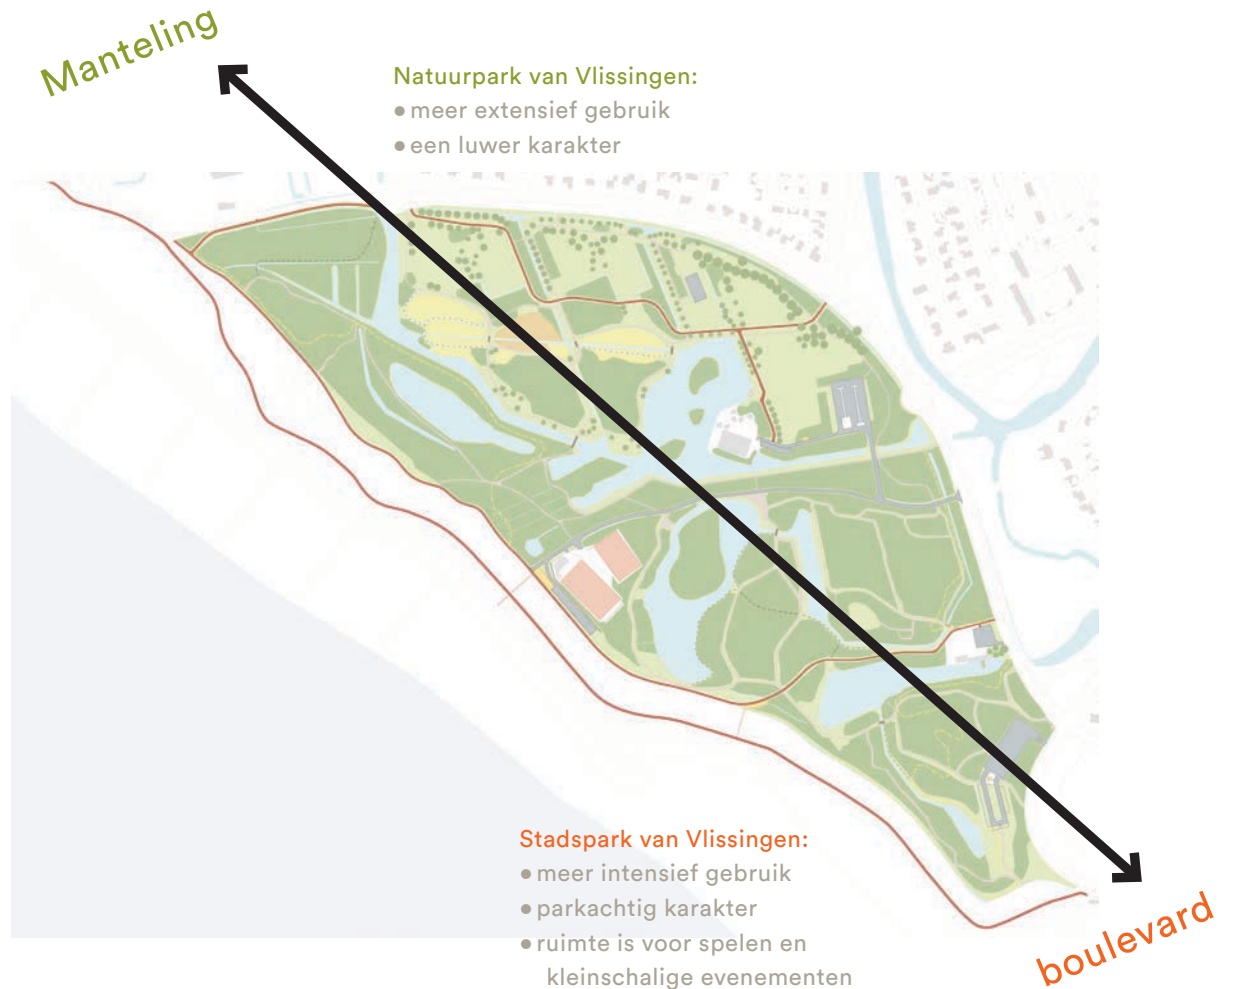 Manteling
Natuurpark van Vlissingen:
• meer extensief gebruik
• een luwer karakter
Stadspark van Vlissingen:
• meer intensief gebruik
• parkachtig karakter
• ruimte is voor spelen en
kleinschalige evenementen
boulevard